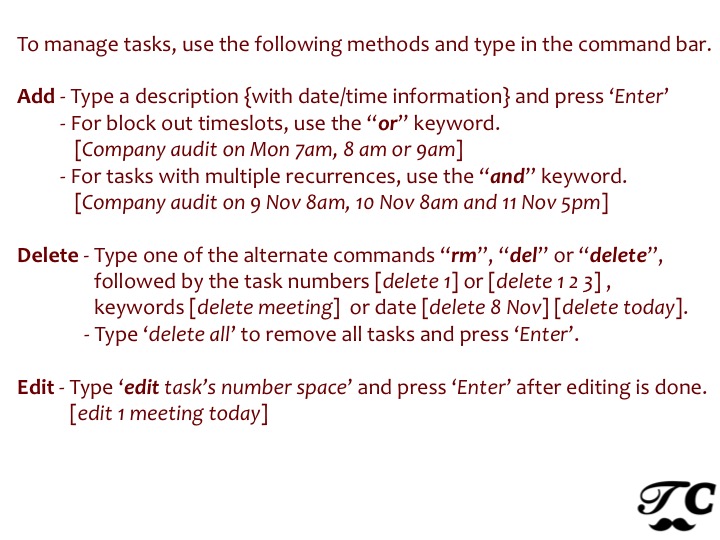 To manage tasks, use the following methods and type in the command bar.
Add - Type a description {with date/time information} and press ‘Enter’
- For block out timeslots, use the “or” keyword.
[Company audit on Mon 7am, 8 am or 9am]
- For tasks with multiple recurrences, use the “and” keyword.
[Company audit on 9 Nov 8am, 10 Nov 8am and 11 Nov 5pm]
Delete - Type one of the alternate commands “rm”, “del” or “delete”,
followed by the task numbers [delete 1] or [delete 1 2 3] ,
keywords [delete meeting]  or date [delete 8 Nov] [delete today].
- Type ‘delete all’ to remove all tasks and press ‘Enter’.
Edit - Type ‘edit task’s number space’ and press ‘Enter’ after editing is done.
[edit 1 meeting today]
TC